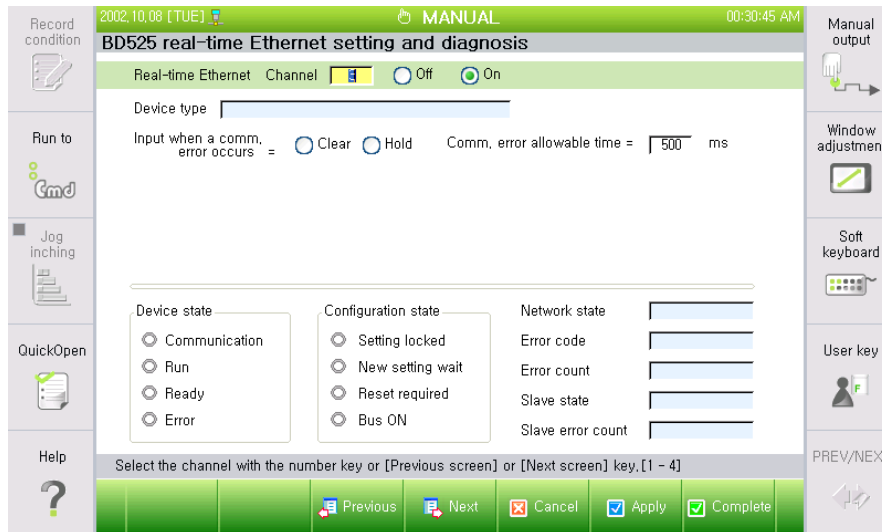 Record condition
2002,10,08 [TUE]
MANUAL
00:30:45 AM
Manual output
BD525 real-time Ethernet setting and diagnosis
Real-time Ethernet Channel Off On
Device type
Run to
Cmd
Input when a comm, error occurs = Clear Hold Comm, error allowable time = 500 ms
Window adjustmen
Jog inching
Soft keyboard
Device state
Communication
Run
Ready
Error
Configuration state
Setting locked
New setting wait
Reset required
Bus ON
Network state
Error code
Error count
Slave state
Slave error count
QuickOpen
User key
F
Help
?
PREV/NEX
Select the channel with the number key or [Previous screen] or [Next screen] key,[1 - 4]
Previous Next Cancel Apply Complete